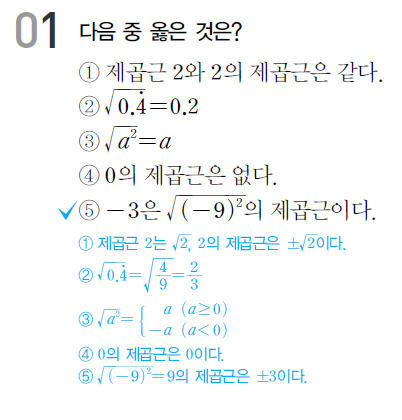 01 다음 중 옳은 것은?
① 제곱근 2와 2의 제곱근은 같다.
② √0.4̇=0.2
③ √a²=a
④ 0의 제곱근은 없다.
✓⑤ −3은 √(−9)²의 제곱근이다.
① 제곱근 2는 √2, 2의 제곱근은 ±√2이다.
② √0.4̇=√(4/9)=2/3
③ √a²={ a (a≥0)
−a (a<0)
④ 0의 제곱근은 0이다.
⑤ √(−9)²=9의 제곱근은 ±3이다.